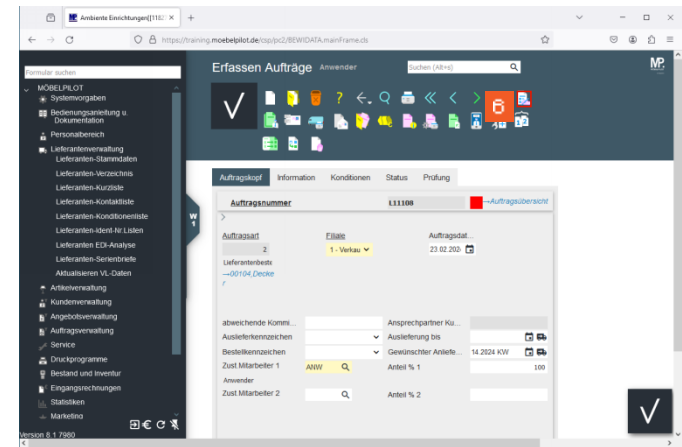 Ambiente Einrichtungen[[1182
https://training.moebelpilot.de/csp/pc2/BEWIDATA.mainFrame.cls
Formular suchen
MÖBELPILOT
Systemvorgaben
Bedienungsanleitung u.
Dokumentation
Personalbereich
Lieferantenverwaltung
Lieferanten-Stammdaten
Lieferanten-Verzeichnis
Lieferanten-Kurzliste
Lieferanten-Kontaktliste
Lieferanten-Konditionenliste
Lieferanten-Ident-Nr.Listen
Lieferanten EDI-Analyse
Lieferanten-Serienbriefe
Aktualisieren VL-Daten
Artikelverwaltung
Kundenverwaltung
Angebotsverwaltung
Auftragsverwaltung
Service
Druckprogramme
Bestand und Inventur
Eingangsrechnungen
Statistiken
Marketing
Version 8.1 7980
W
1
Erfassen Aufträge Anwender
Suchen (Alt+s)
MP.
6
Auftragskopf Information Konditionen Status Prüfung
Auftragsnummer L11108 →Auftragsübersicht
Auftragsart Filiale Auftragsdat...
2 1 - Verkau 23.02.202
Lieferantenbeste
→00104,Decke
r
abweichende Kommi... Ansprechpartner Ku...
Auslieferkennzeichen Auslieferung bis
Bestellkennzeichen Gewünschter Anliefe... 14.2024 KW
Zust.Mitarbeiter 1 ANW Anteil % 1 100
Anwender
Zust.Mitarbeiter 2 Anteil % 2